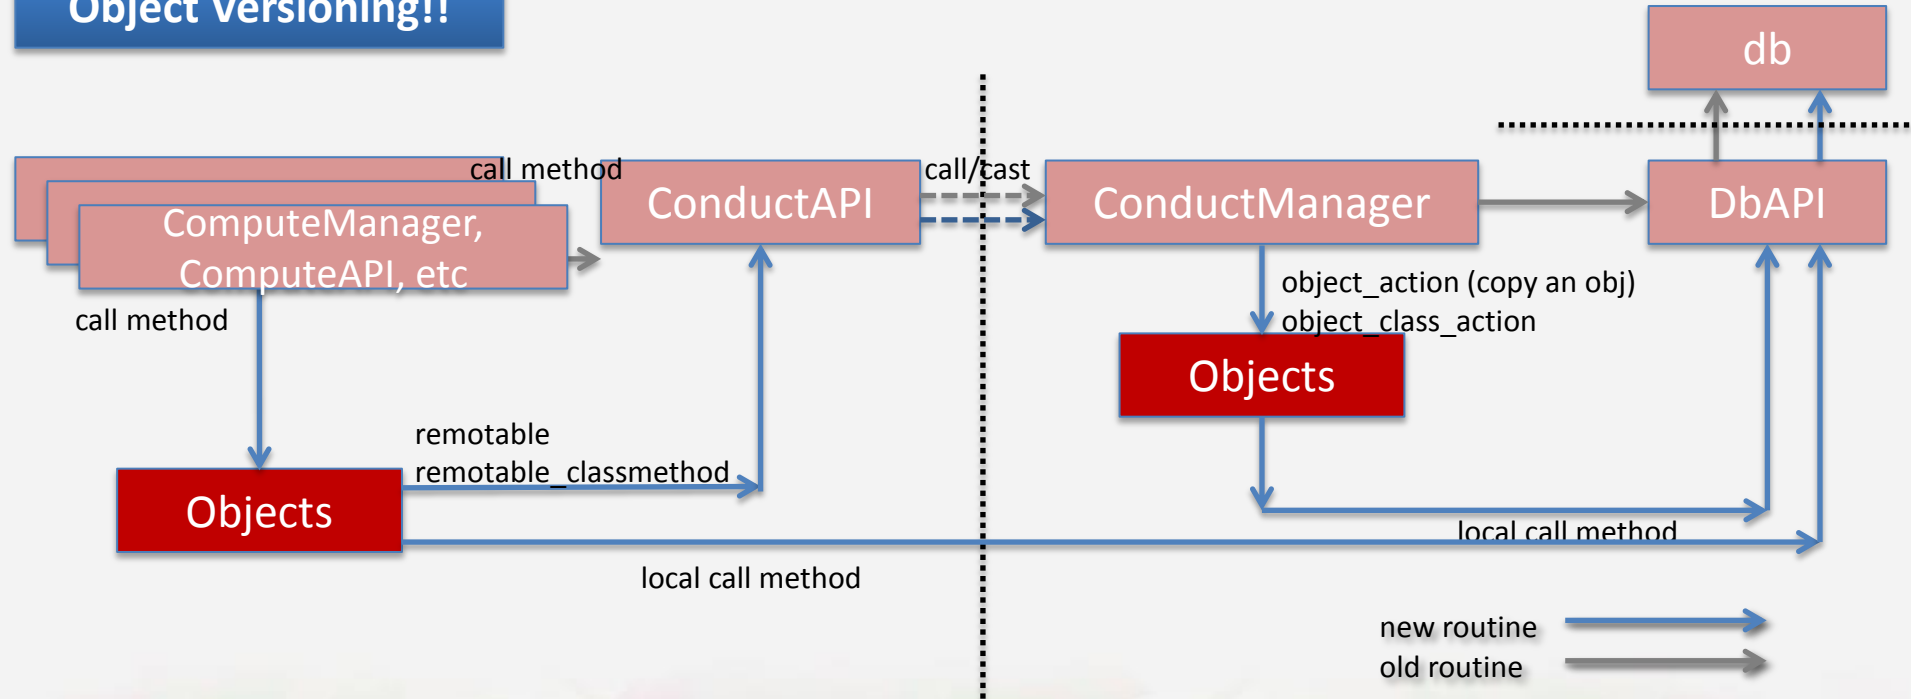 Object Versioning!!
db
call method
call/cast
ConductAPI
ConductManager
DbAPI
ComputeManager,
ComputeAPI, etc
call method
object_action (copy an obj)
object_class_action
Objects
remotable
remotable_classmethod
Objects
local call method
local call method
new routine
old routine